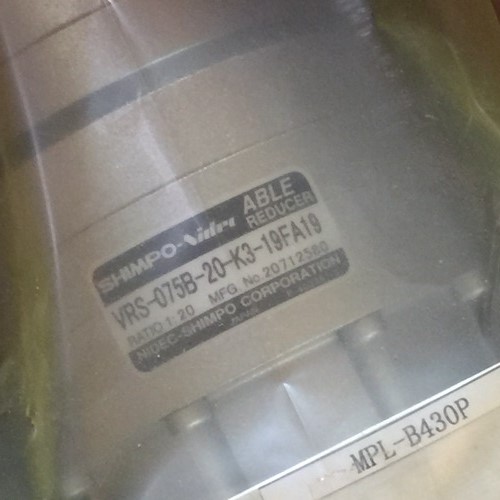 SHIMPO-Nidec ABLE REDUCER
VRS-075B-20-K3-19FA19
RATIO 1:20 MFG. No.20712580
NIDEC-SHIMPO CORPORATION
JAPAN
MPL-B430P